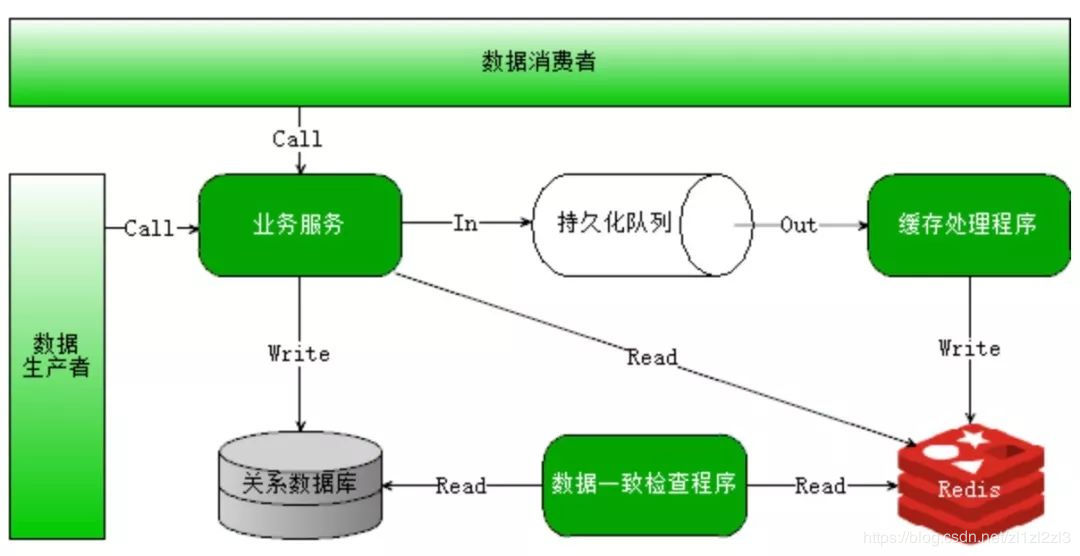 数据消费者
Call
Call
业务服务
In
持久化队列
Out
缓存处理程序
数据
生产者
Write
Read
Write
关系数据库
Read
数据一致检查程序
Read
Redis
https://blog.csdn.net/zl1zl2zl3